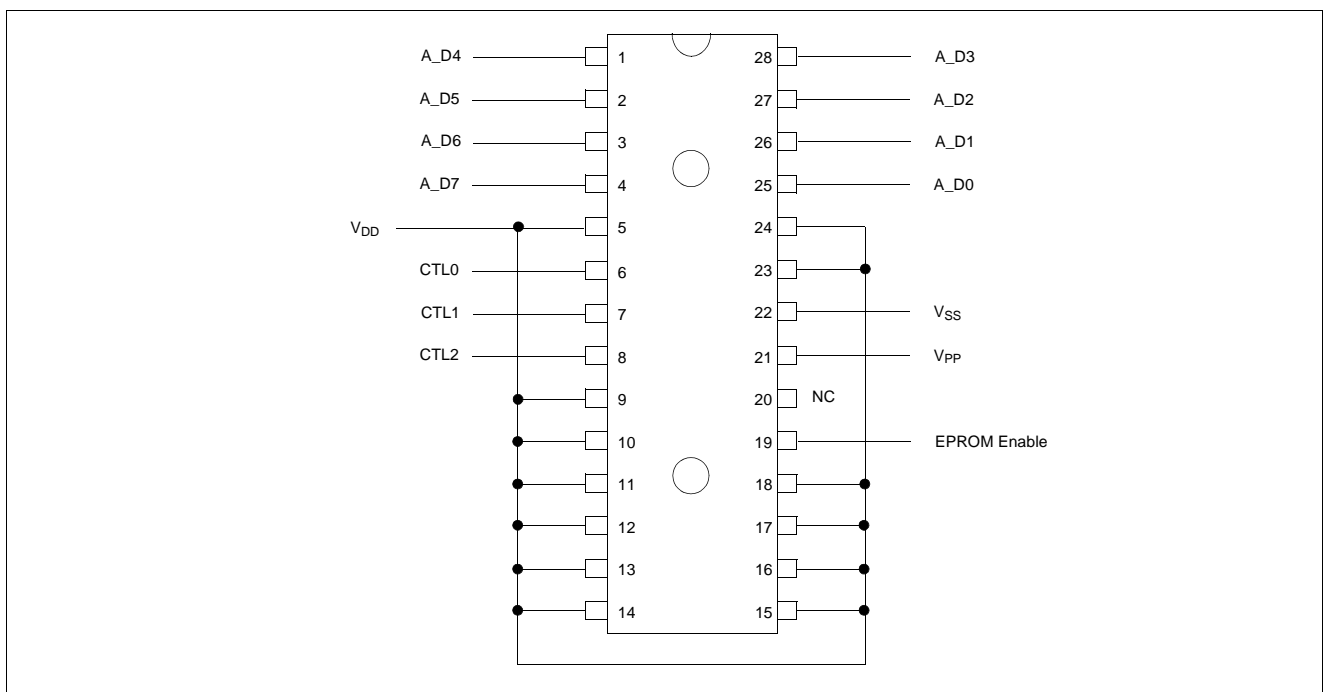 A_D4 1 28 A_D3
A_D5 2 27 A_D2
A_D6 3 26 A_D1
A_D7 4 25 A_D0
VDD 5 24
CTL0 6 23
CTL1 7 22 VSS
CTL2 8 21 VPP
9 20 NC
10 19 EPROM Enable
11 18
12 17
13 16
14 15